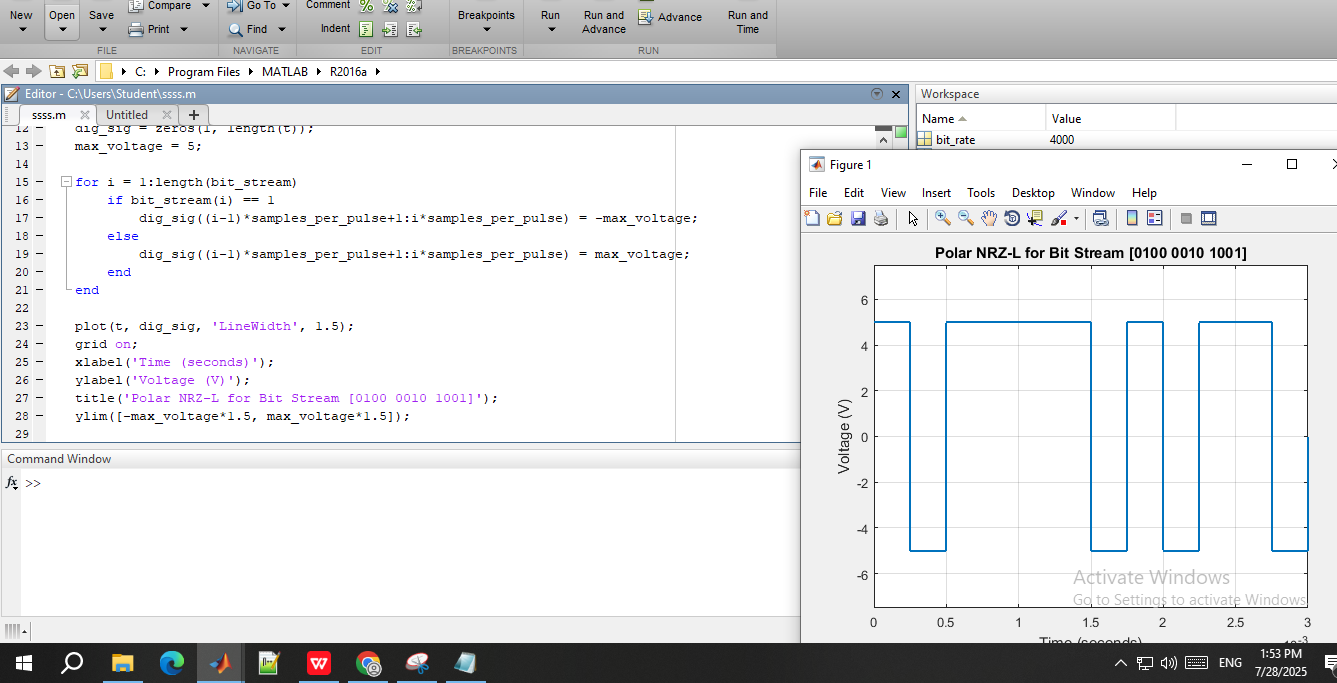 Compare
Go To
Comment
New
Open
Save
Breakpoints
Run
Run and
Advance
Advance
Run and
Time
Print
Find
Indent
FILE
NAVIGATE
EDIT
BREAKPOINTS
RUN
C: Program Files MATLAB R2016a
Editor - C:\Users\Student\ssss.m
ssss.m
Untitled
+
12 – dig_sig = zeros(1, length(t));
13 – max_voltage = 5;
14
15 – for i = 1:length(bit_stream)
16 – if bit_stream(i) == 1
17 – dig_sig((i-1)*samples_per_pulse+1:i*samples_per_pulse) = -max_voltage;
18 – else
19 – dig_sig((i-1)*samples_per_pulse+1:i*samples_per_pulse) = max_voltage;
20 – end
21 – end
22
23 – plot(t, dig_sig, 'LineWidth', 1.5);
24 – grid on;
25 – xlabel('Time (seconds)');
26 – ylabel('Voltage (V)');
27 – title('Polar NRZ-L for Bit Stream [0100 0010 1001]');
28 – ylim([-max_voltage*1.5, max_voltage*1.5]);
29
Command Window
fx >>
Workspace
Name Value
bit_rate 4000
Figure 1
File Edit View Insert Tools Desktop Window Help
Polar NRZ-L for Bit Stream [0100 0010 1001]
6
4
2
0
-2
-4
-6
Voltage (V)
0 0.5 1 1.5 2 2.5 3
Time (seconds)
×10-3
Activate Windows
Go to Settings to activate Windows.
ENG
1:53 PM
7/28/2025